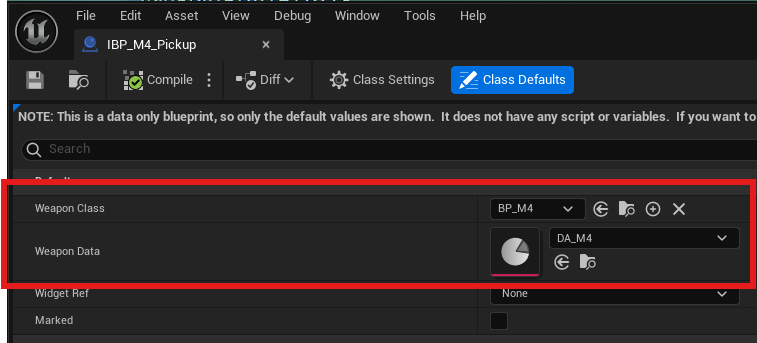 File Edit Asset View Debug Window Tools Help
IBP_M4_Pickup
Compile Diff Class Settings Class Defaults
NOTE: This is a data only blueprint, so only the default values are shown. It does not have any script or variables. If you want to
Search
Weapon Class BP_M4
Weapon Data DA_M4
Widget Ref None
Marked